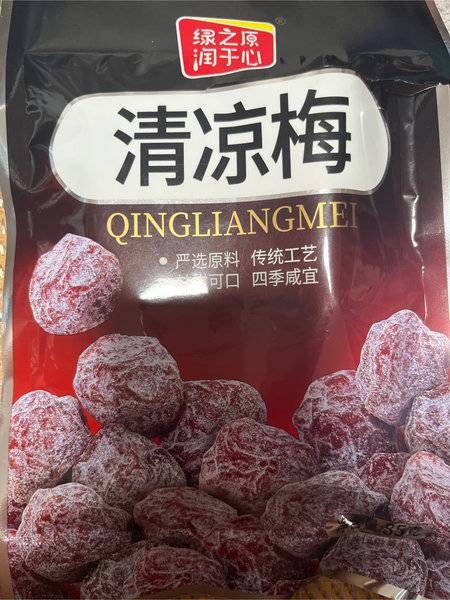 绿之原
润于心
®
清凉梅
QINGLIANGMEI
严选原料 传统工艺
可口 四季咸宜